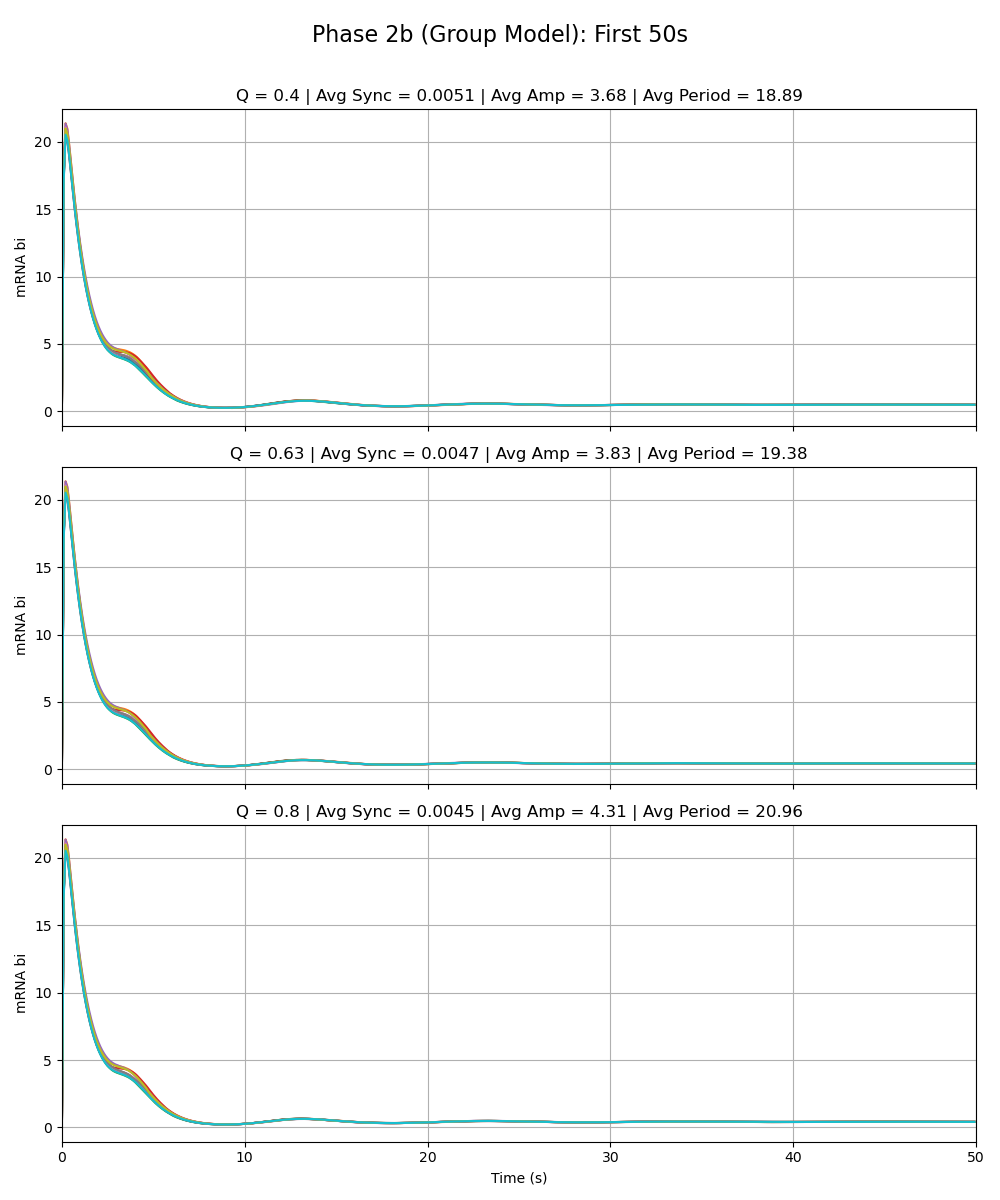 Phase 2b (Group Model): First 50s
Q = 0.4 | Avg Sync = 0.0051 | Avg Amp = 3.68 | Avg Period = 18.89
20
15
10
5
0
mRNA bi
Q = 0.63 | Avg Sync = 0.0047 | Avg Amp = 3.83 | Avg Period = 19.38
20
15
10
5
0
mRNA bi
Q = 0.8 | Avg Sync = 0.0045 | Avg Amp = 4.31 | Avg Period = 20.96
20
15
10
5
0
mRNA bi
0 10 20 30 40 50
Time (s)